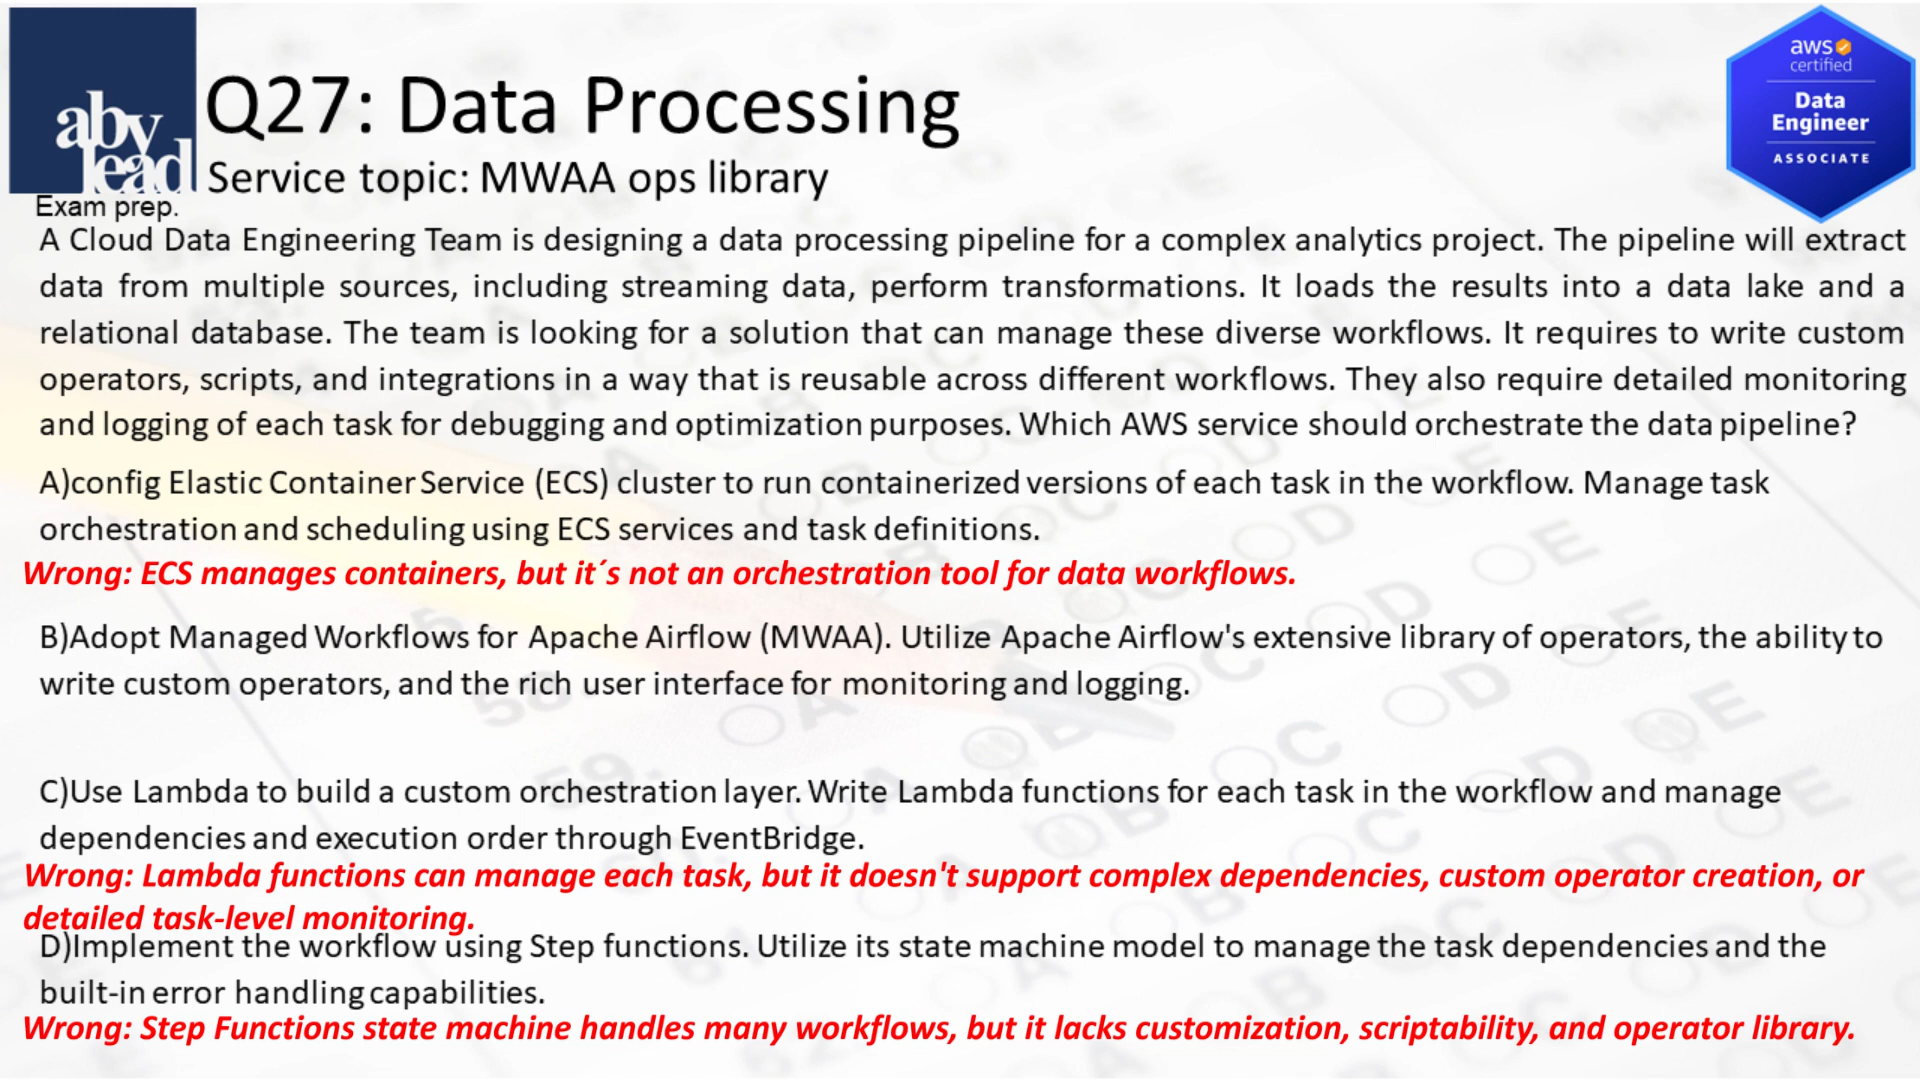 aby
lead
Exam prep.
Q27: Data Processing
Service topic: MWAA ops library
aws
certified
Data
Engineer
ASSOCIATE
A Cloud Data Engineering Team is designing a data processing pipeline for a complex analytics project. The pipeline will extract
data from multiple sources, including streaming data, perform transformations. It loads the results into a data lake and a
relational database. The team is looking for a solution that can manage these diverse workflows. It requires to write custom
operators, scripts, and integrations in a way that is reusable across different workflows. They also require detailed monitoring
and logging of each task for debugging and optimization purposes. Which AWS service should orchestrate the data pipeline?
A)config Elastic Container Service (ECS) cluster to run containerized versions of each task in the workflow. Manage task
orchestration and scheduling using ECS services and task definitions.
Wrong: ECS manages containers, but it´s not an orchestration tool for data workflows.
B)Adopt Managed Workflows for Apache Airflow (MWAA). Utilize Apache Airflow's extensive library of operators, the ability to
write custom operators, and the rich user interface for monitoring and logging.
C)Use Lambda to build a custom orchestration layer. Write Lambda functions for each task in the workflow and manage
dependencies and execution order through EventBridge.
Wrong: Lambda functions can manage each task, but it doesn't support complex dependencies, custom operator creation, or
detailed task-level monitoring.
D)Implement the workflow using Step functions. Utilize its state machine model to manage the task dependencies and the
built-in error handling capabilities.
Wrong: Step Functions state machine handles many workflows, but it lacks customization, scriptability, and operator library.